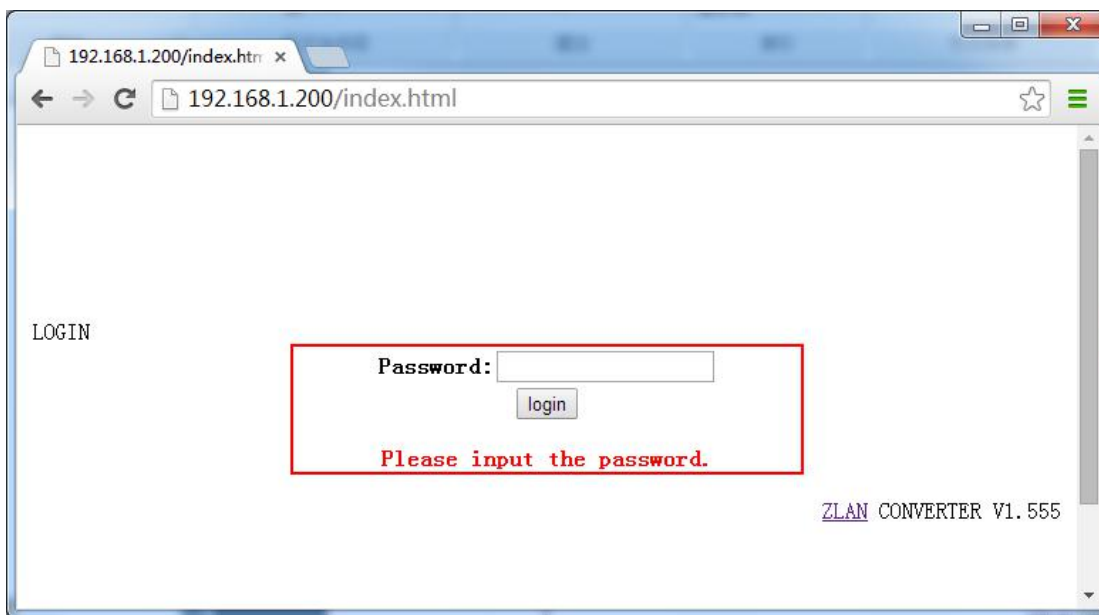 192.168.1.200/index.htm
192.168.1.200/index.html
LOGIN
Password:
login
Please input the password.
ZLAN CONVERTER V1.555